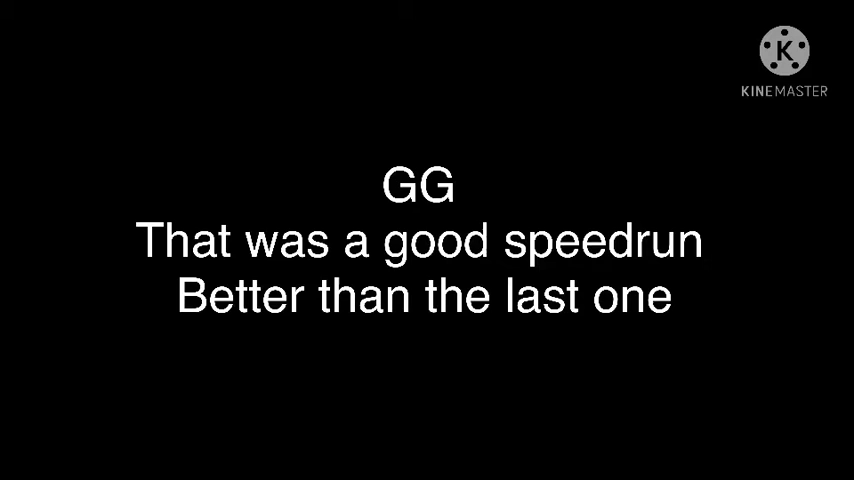 K
KINEMASTER
GG
That was a good speedrun
Better than the last one